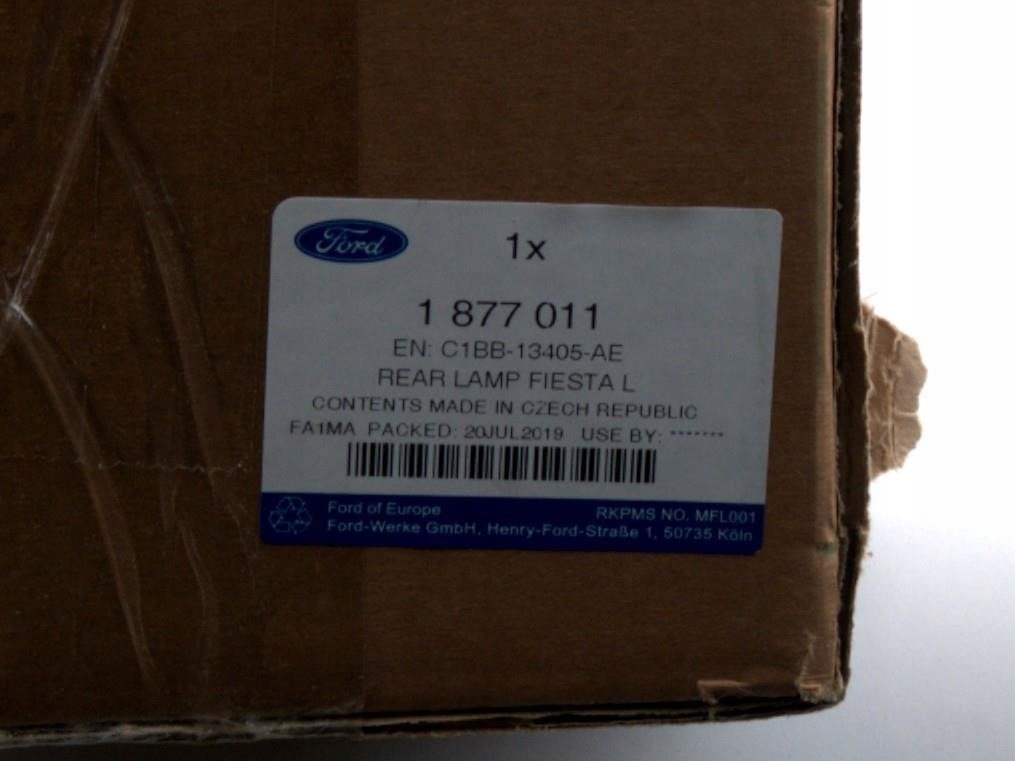 Ford
1x
1 877 011
EN: C1BB-13405-AE
REAR LAMP FIESTA L
CONTENTS MADE IN CZECH REPUBLIC
FA1MA PACKED: 20JUL2019 USE BY: *******
Ford of Europe RKPMS NO. MFL001
Ford-Werke GmbH, Henry-Ford-Straße 1, 50735 Köln